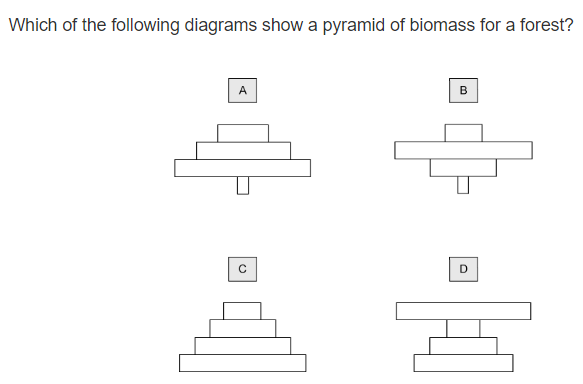 Which of the following diagrams show a pyramid of biomass for a forest?
A
B
C
D